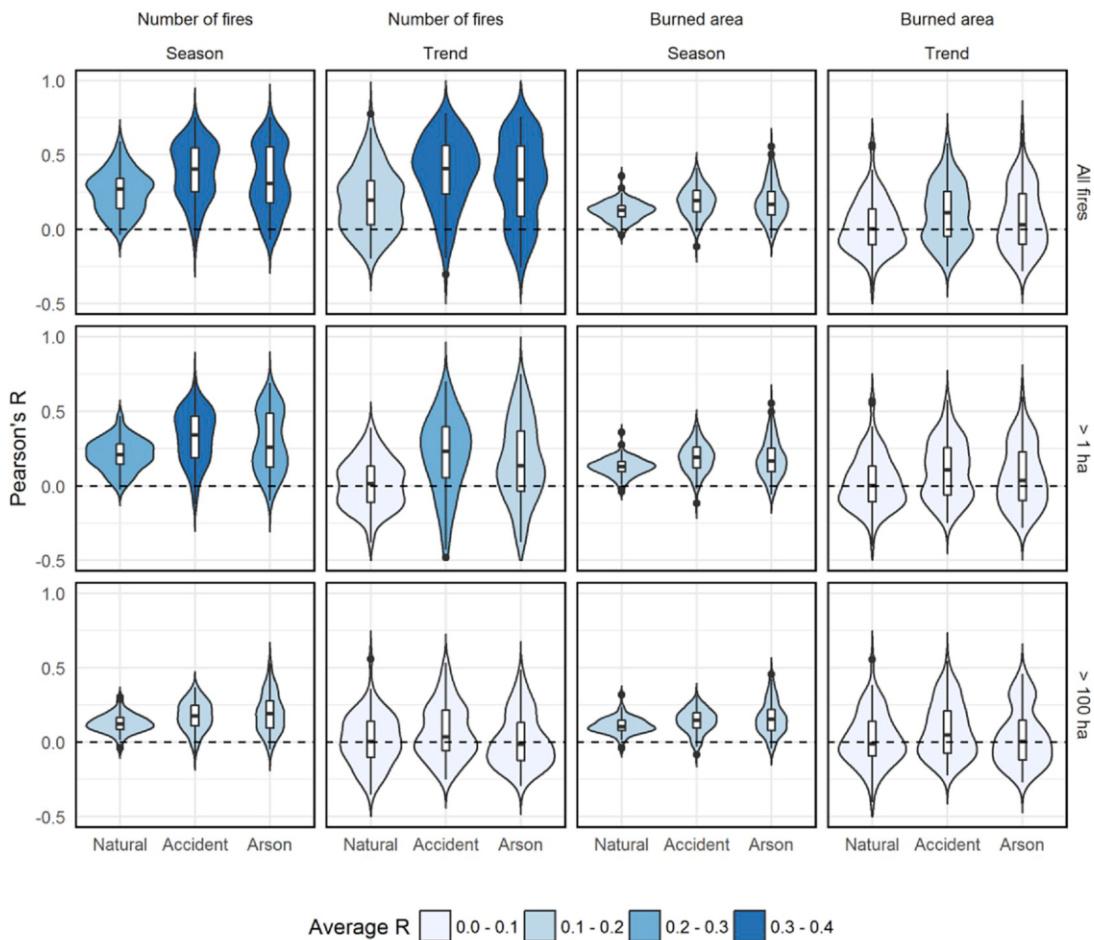 Number of fires Number of fires Burned area Burned area
Season Trend Season Trend
1.0
0.5
0.0
-0.5
All fires
1.0
0.5
0.0
-0.5
> 1 ha
1.0
0.5
0.0
-0.5
> 100 ha
Pearson's R
Natural Accident Arson Natural Accident Arson Natural Accident Arson Natural Accident Arson
Average R 0.0 - 0.1 0.1 - 0.2 0.2 - 0.3 0.3 - 0.4